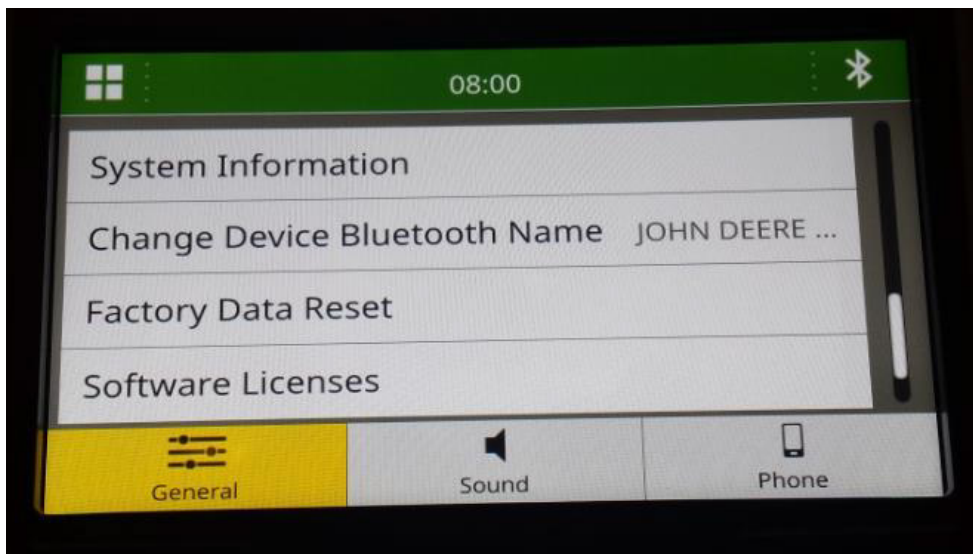 08:00
System Information
Change Device Bluetooth Name JOHN DEERE ...
Factory Data Reset
Software Licenses
General Sound Phone